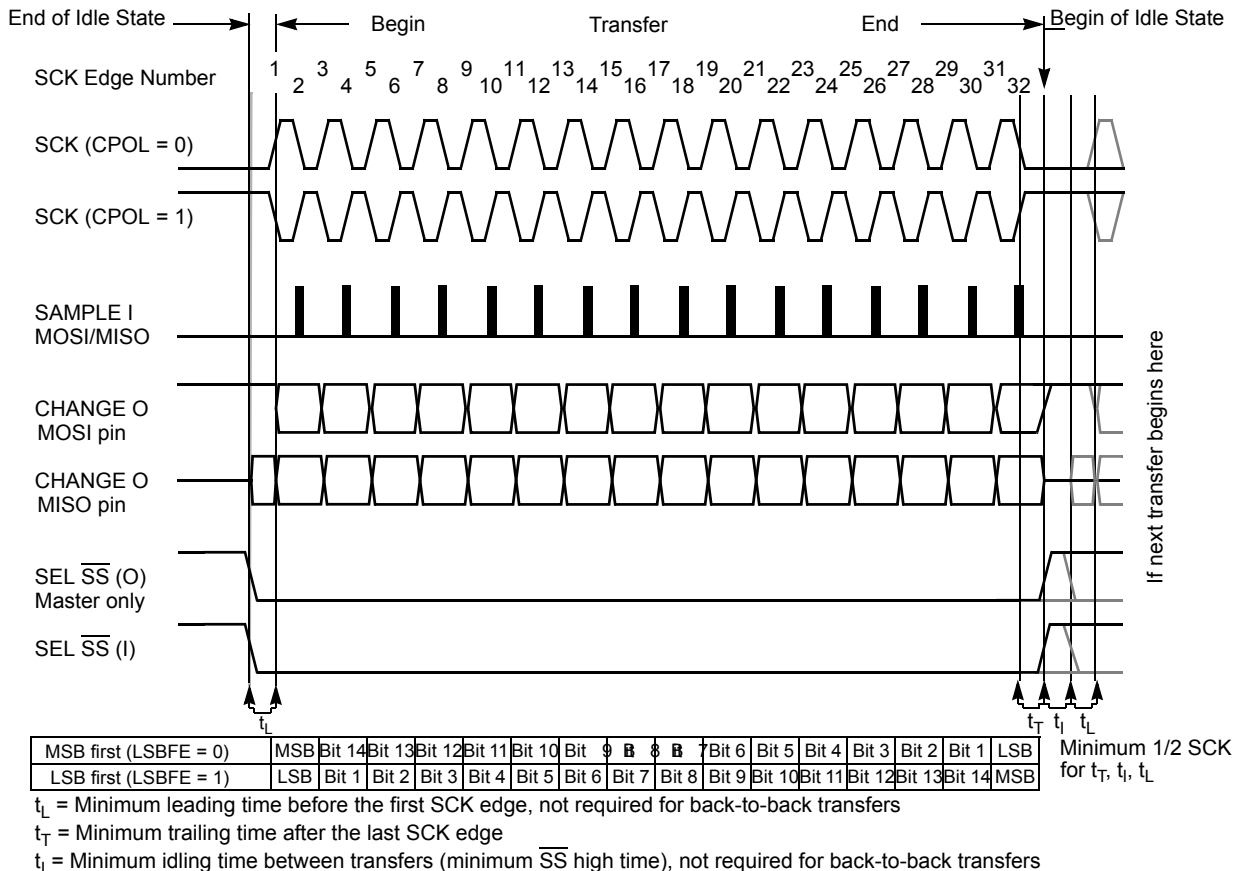 End of Idle State Begin Transfer End Begin of Idle State
SCK Edge Number
1 3 5 7 9 11 13 15 17 19 21 23 25 27 29 31
2 4 6 8 10 12 14 16 18 20 22 24 26 28 30 32
SCK (CPOL = 0)
SCK (CPOL = 1)
SAMPLE I
MOSI/MISO
CHANGE O
MOSI pin
CHANGE O
MISO pin
SEL S̅S̅ (O)
Master only
SEL S̅S̅ (I)
If next transfer begins here
tL tT tI tL
MSB first (LSBFE = 0) MSB Bit 14 Bit 13 Bit 12 Bit 11 Bit 10 Bit 9 Bit 8 Bit 7 Bit 6 Bit 5 Bit 4 Bit 3 Bit 2 Bit 1 LSB
LSB first (LSBFE = 1) LSB Bit 1 Bit 2 Bit 3 Bit 4 Bit 5 Bit 6 Bit 7 Bit 8 Bit 9 Bit 10 Bit 11 Bit 12 Bit 13 Bit 14 MSB
Minimum 1/2 SCK
for tT, tI, tL
tL = Minimum leading time before the first SCK edge, not required for back-to-back transfers
tT = Minimum trailing time after the last SCK edge
tI = Minimum idling time between transfers (minimum S̅S̅ high time), not required for back-to-back transfers